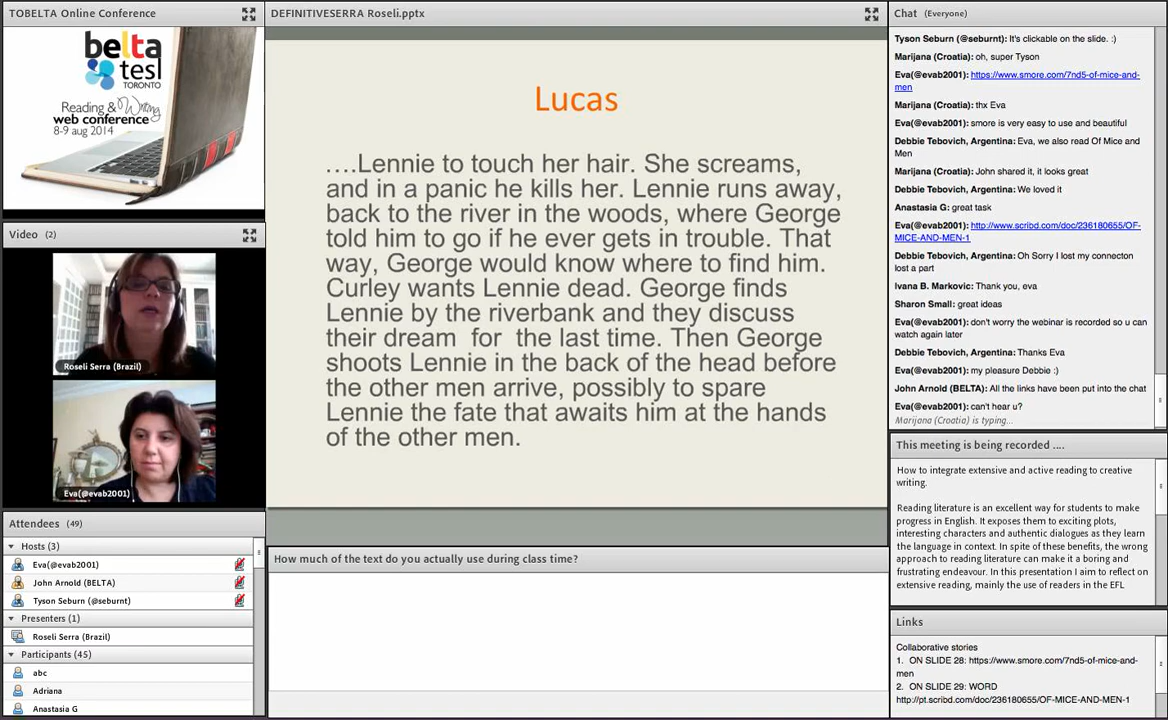 TOBELTA Online Conference
belta
tesl
TORONTO
Reading & Writing
web conference
8-9 aug 2014
Video (2)
Roseli Serra (Brazil)
Eva(@evab2001)
Attendees (49)
Hosts (3)
Eva(@evab2001)
John Arnold (BELTA)
Tyson Seburn (@seburnt)
Presenters (1)
Roseli Serra (Brazil)
Participants (45)
abc
Adriana
Anastasia G
DEFINITIVESERRA Roseli.pptx
Lucas
....Lennie to touch her hair. She screams,
and in a panic he kills her. Lennie runs away,
back to the river in the woods, where George
told him to go if he ever gets in trouble. That
way, George would know where to find him.
Curley wants Lennie dead. George finds
Lennie by the riverbank and they discuss
their dream for the last time. Then George
shoots Lennie in the back of the head before
the other men arrive, possibly to spare
Lennie the fate that awaits him at the hands
of the other men.
How much of the text do you actually use during class time?
Chat (Everyone)
Tyson Seburn (@seburnt): It's clickable on the slide. :)
Marijana (Croatia): oh, super Tyson
Eva(@evab2001): https://www.smore.com/7nd5-of-mice-and-
men
Marijana (Croatia): thx Eva
Eva(@evab2001): smore is very easy to use and beautiful
Debbie Tebovich, Argentina: Eva, we also read Of Mice and
Men
Marijana (Croatia): John shared it, it looks great
Debbie Tebovich, Argentina: We loved it
Anastasia G: great task
Eva(@evab2001): http://www.scribd.com/doc/236180655/OF-
MICE-AND-MEN-1
Debbie Tebovich, Argentina: Oh Sorry I lost my connecton
lost a part
Ivana B. Markovic: Thank you, eva
Sharon Small: great ideas
Eva(@evab2001): don't worry the webinar is recorded so u can
watch again later
Debbie Tebovich, Argentina: Thanks Eva
Eva(@evab2001): my pleasure Debbie :)
John Arnold (BELTA): All the links have been put into the chat
Eva(@evab2001): can't hear u?
Marijana (Croatia) is typing...
This meeting is being recorded ....
How to integrate extensive and active reading to creative
writing.
Reading literature is an excellent way for students to make
progress in English. It exposes them to exciting plots,
interesting characters and authentic dialogues as they learn
the language in context. In spite of these benefits, the wrong
approach to reading literature can make it a boring and
frustrating endeavour. In this presentation I aim to reflect on
extensive reading, mainly the use of readers in the EFL
Links
Collaborative stories
1. ON SLIDE 28: https://www.smore.com/7nd5-of-mice-and-
men
2. ON SLIDE 29: WORD
http://pt.scribd.com/doc/236180655/OF-MICE-AND-MEN-1